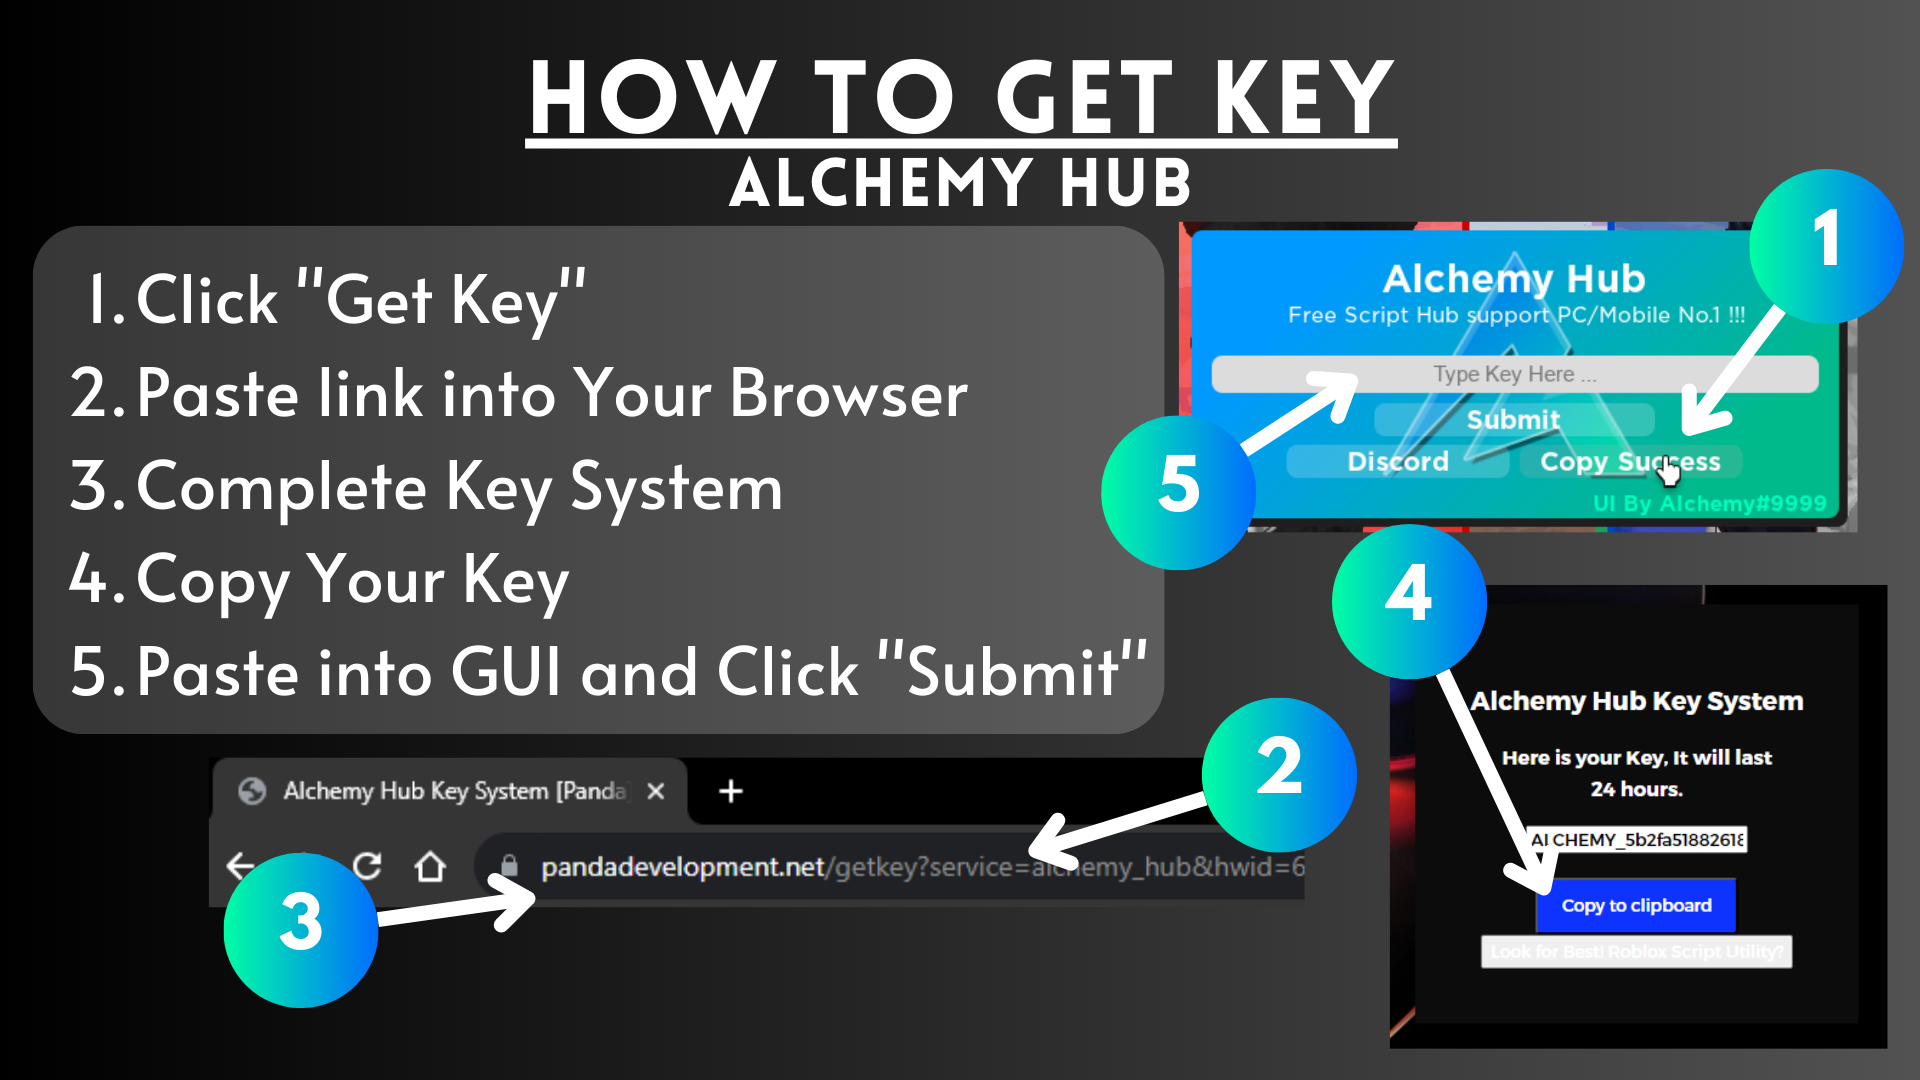 HOW TO GET KEY
ALCHEMY HUB
1. Click "Get Key"
2. Paste link into Your Browser
3. Complete Key System
4. Copy Your Key
5. Paste into GUI and Click "Submit"
1
Alchemy Hub
Free Script Hub support PC/Mobile No.1 !!!
Type Key Here ...
Submit
Discord
Copy Success
UI By Alchemy#9999
5
4
Alchemy Hub Key System
Here is your Key, It will last
24 hours.
ALCHEMY_5b2fa51882618
Copy to clipboard
Look for Best! Roblox Script Utility?
2
Alchemy Hub Key System [Panda
pandadevelopment.net/getkey?service=alchemy_hub&hwid=6
3